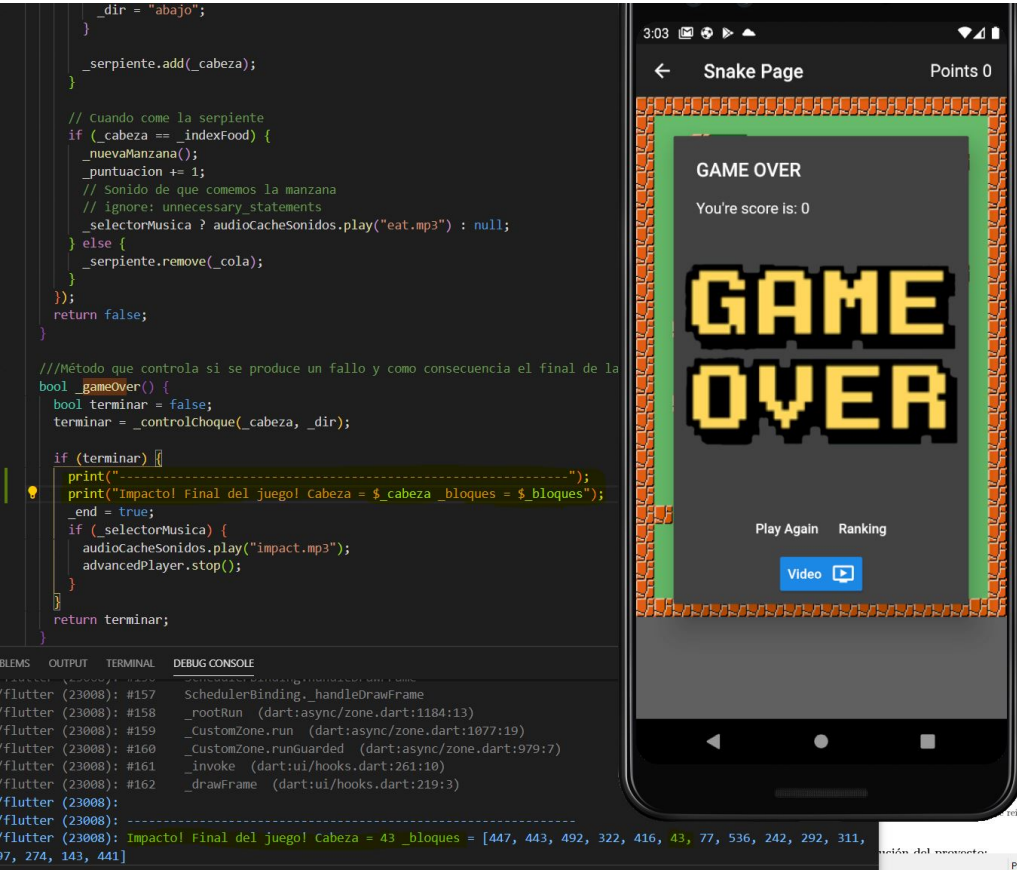 _dir = "abajo";
}
_serpiente.add(_cabeza);
}
// Cuando come la serpiente
if (_cabeza == _indexFood) {
_nuevaManzana();
_puntuacion += 1;
// Sonido de que comemos la manzana
// ignore: unnecessary_statements
_selectorMusica ? audioCacheSonidos.play("eat.mp3") : null;
} else {
_serpiente.remove(_cola);
}
});
return false;
}
///Método que controla si se produce un fallo y como consecuencia el final de la
bool _gameOver() {
bool terminar = false;
terminar = _controlChoque(_cabeza, _dir);
if (terminar) {
print("--------------------------------------------------------------");
print("Impacto! Final del juego! Cabeza = $_cabeza _bloques = $_bloques");
_end = true;
if (_selectorMusica) {
audioCacheSonidos.play("impact.mp3");
advancedPlayer.stop();
}
}
return terminar;
}
BLEMS OUTPUT TERMINAL DEBUG CONSOLE
/flutter (23008): #157 SchedulerBinding._handleDrawFrame
/flutter (23008): #158 _rootRun (dart:async/zone.dart:1184:13)
/flutter (23008): #159 _CustomZone.run (dart:async/zone.dart:1077:19)
/flutter (23008): #160 _CustomZone.runGuarded (dart:async/zone.dart:979:7)
/flutter (23008): #161 _invoke (dart:ui/hooks.dart:261:10)
/flutter (23008): #162 _drawFrame (dart:ui/hooks.dart:219:3)
/flutter (23008):
/flutter (23008): --------------------------------------------------------------
/flutter (23008): Impacto! Final del juego! Cabeza = 43 _bloques = [447, 443, 492, 322, 416, 43, 77, 536, 242, 292, 311,
97, 274, 143, 441]
3:03
Snake Page Points 0
GAME OVER
You're score is: 0
GAME
OVER
Play Again Ranking
Video